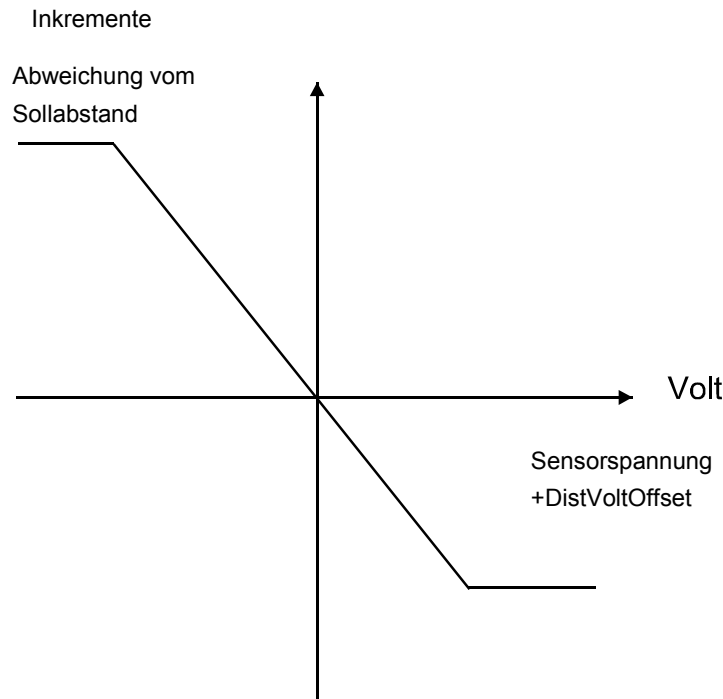 Inkremente
Abweichung vom
Sollabstand
Volt
Sensorspannung
+DistVoltOffset